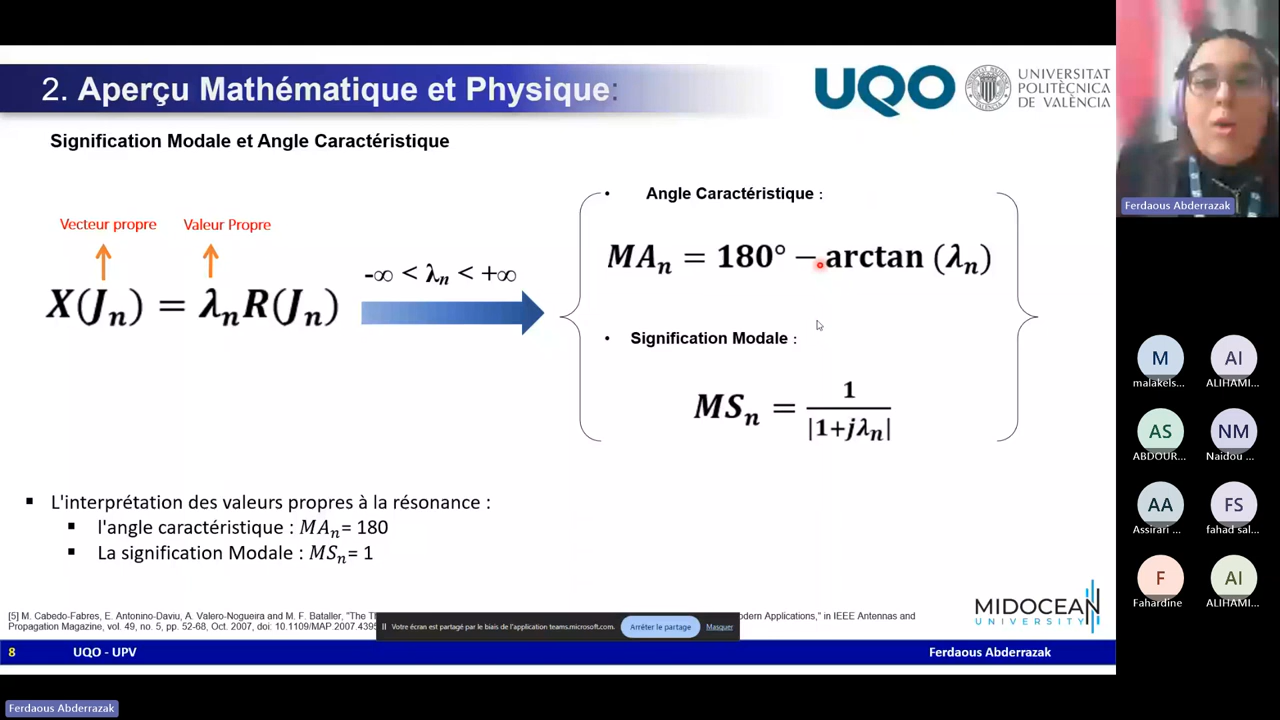 2. Aperçu Mathématique et Physique:
UQO
UNIVERSITAT
POLITÈCNICA
DE VALÈNCIA
Signification Modale et Angle Caractéristique
Vecteur propre
Valeur Propre
X(Jₙ) = λₙR(Jₙ)
-∞ < λₙ < +∞
• Angle Caractéristique :
MAₙ = 180° − arctan (λₙ)
• Signification Modale :
MSₙ = 1 / |1+jλₙ|
▪ L'interprétation des valeurs propres à la résonance :
▪ l'angle caractéristique : MAₙ= 180
▪ La signification Modale : MSₙ= 1
[5] M. Cabedo-Fabres, E. Antonino-Daviu, A. Valero-Nogueira and M. F. Bataller, "The odern Applications," in IEEE Antennas and
Propagation Magazine, vol. 49, no. 5, pp. 52-68, Oct. 2007, doi: 10.1109/MAP.2007.439
Votre écran est partagé par le biais de l'application teams.microsoft.com.
Arrêter le partage
Masquer
MIDOCEAN
UNIVERSITY
8
UQO - UPV
Ferdaous Abderrazak
Ferdaous Abderrazak
Ferdaous Abderrazak
M
malakels...
AI
ALIHAMI...
AS
ABDOUR...
NM
Naidou ...
AA
Assirari ...
FS
fahad sal...
F
Fahardine
AI
ALIHAMI...